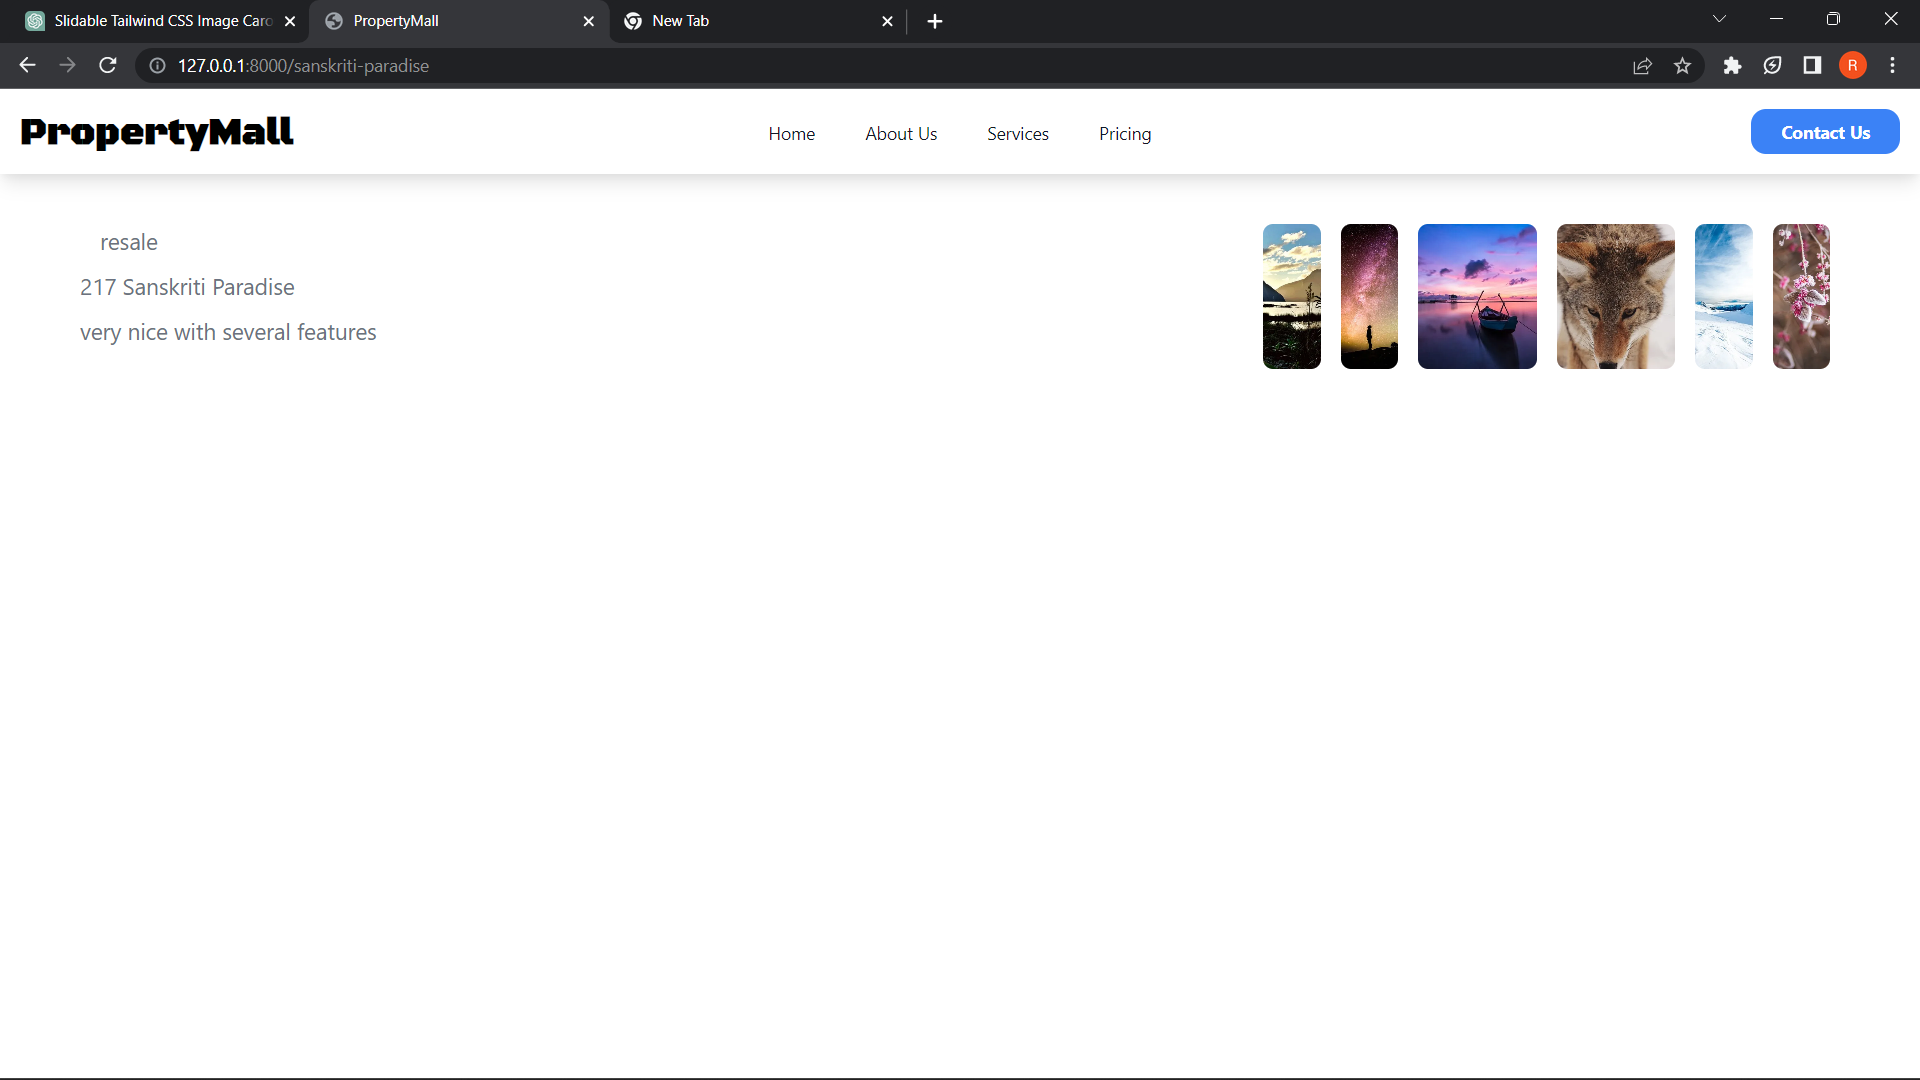 Slidable Tailwind CSS Image Caro
PropertyMall
New Tab
127.0.0.1:8000/sanskriti-paradise
R
PropertyMall
Home
About Us
Services
Pricing
Contact Us
resale
217 Sanskriti Paradise
very nice with several features